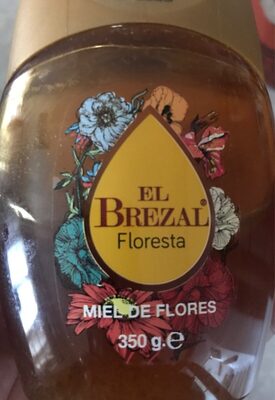 EL
BREZAL®
Floresta
MIEL DE FLORES
350 g.e